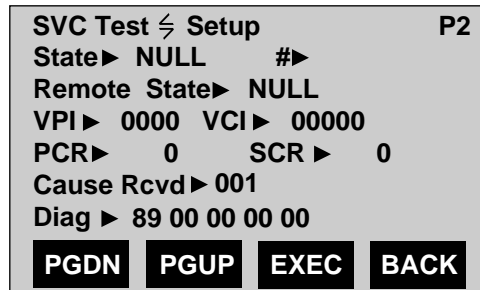 SVC Test ⇋ Setup P2
State► NULL #►
Remote State► NULL
VPI► 0000 VCI► 00000
PCR► 0 SCR► 0
Cause Rcvd►001
Diag ► 89 00 00 00 00
PGDN PGUP EXEC BACK